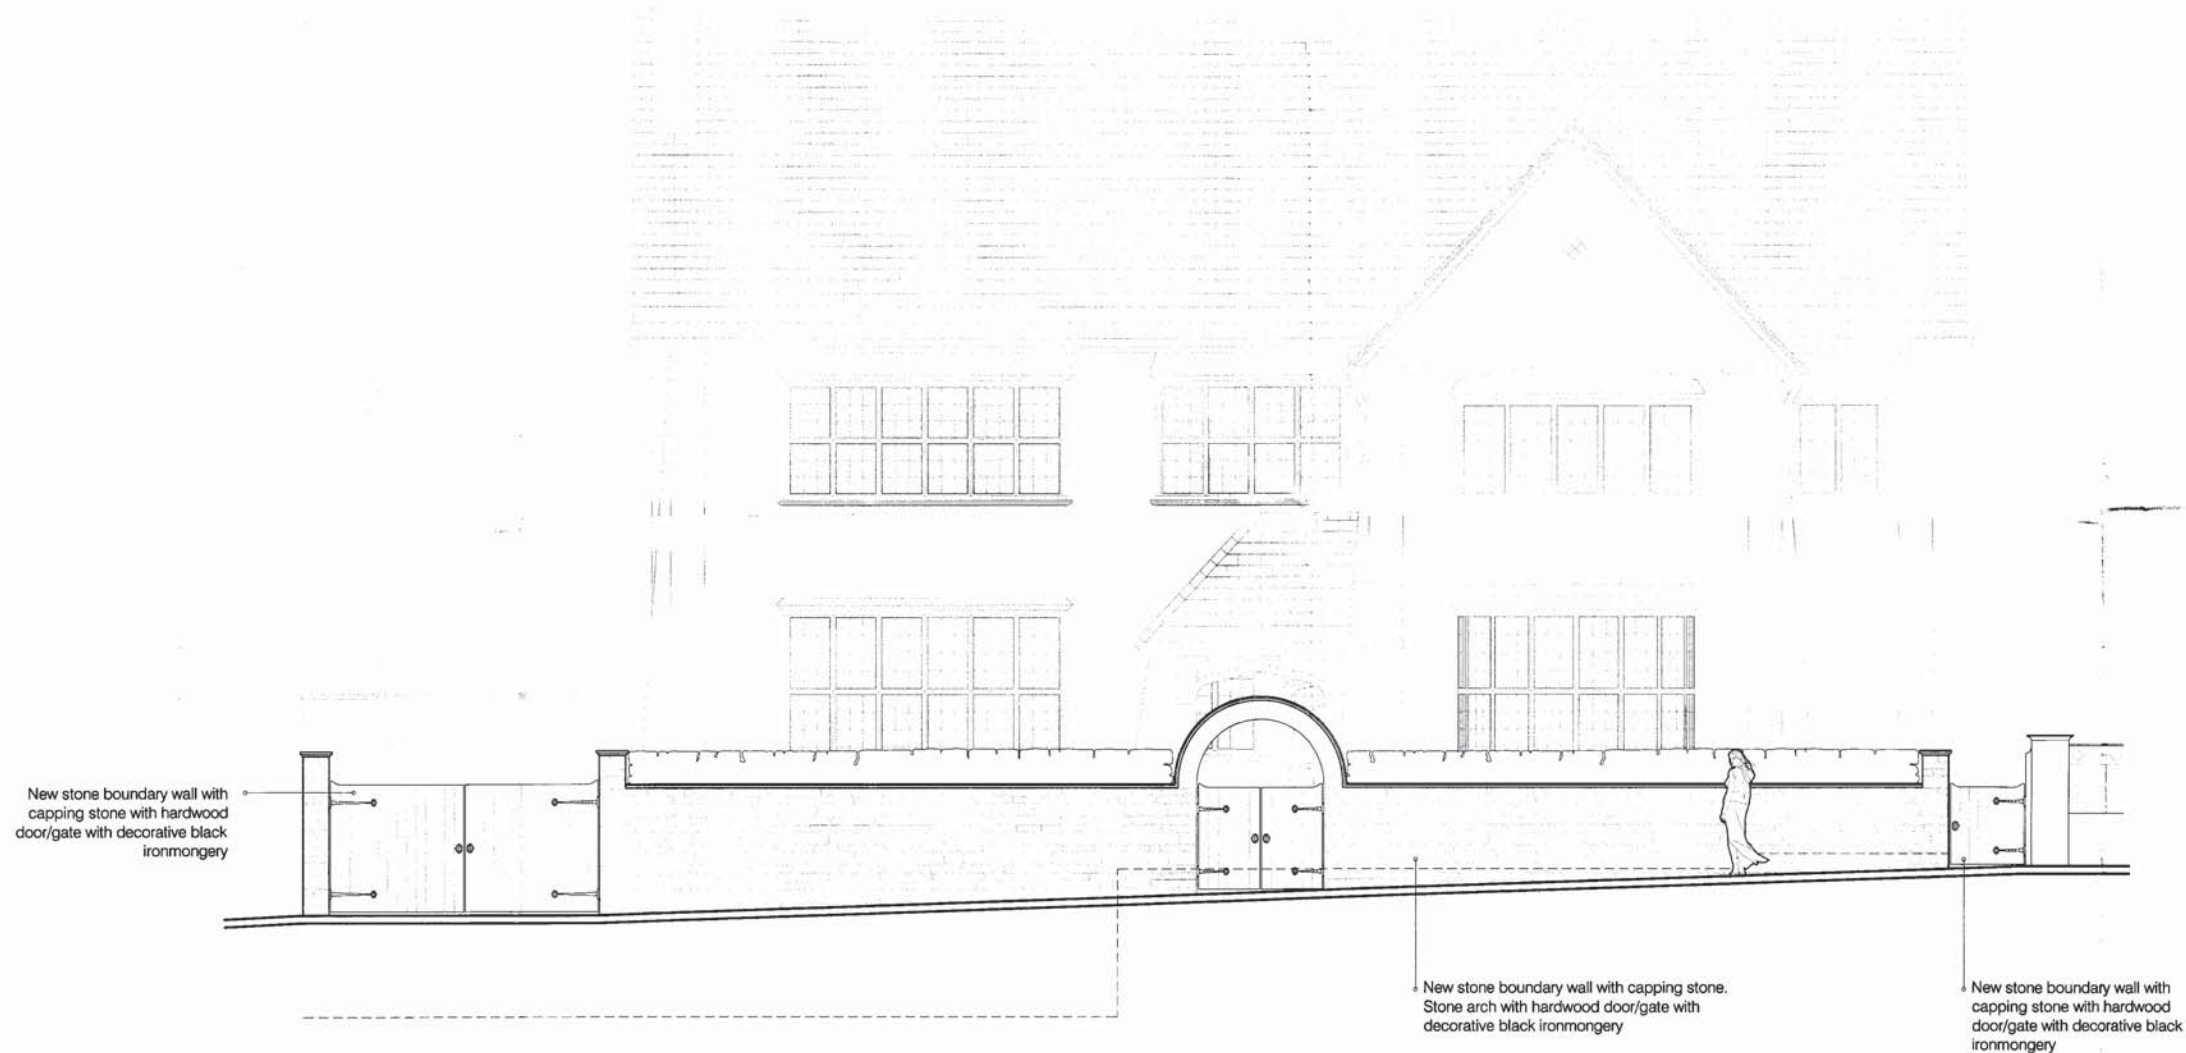 New stone boundary wall with
capping stone with hardwood
door/gate with decorative black
ironmongery
New stone boundary wall with capping stone.
Stone arch with hardwood door/gate with
decorative black ironmongery
New stone boundary wall with
capping stone with hardwood
door/gate with decorative black
ironmongery